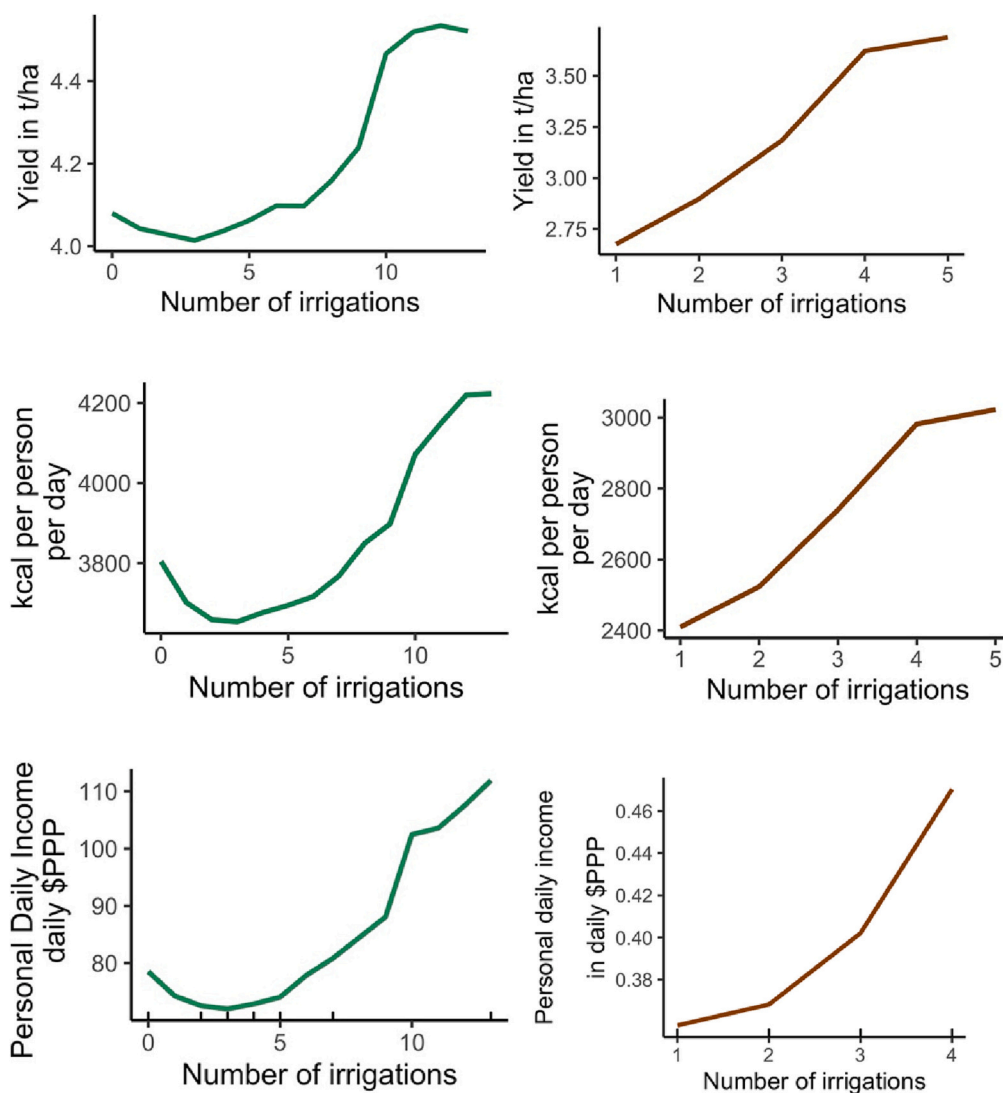 Yield in t/ha
4.4
4.2
4.0
0 5 10
Number of irrigations
Yield in t/ha
3.50
3.25
3.00
2.75
1 2 3 4 5
Number of irrigations
kcal per person
per day
4200
4000
3800
0 5 10
Number of irrigations
kcal per person
per day
3000
2800
2600
2400
1 2 3 4 5
Number of irrigations
Personal Daily Income
daily $PPP
110
100
90
80
0 5 10
Number of irrigations
Personal daily income
in daily $PPP
0.46
0.44
0.42
0.40
0.38
1 2 3 4
Number of irrigations